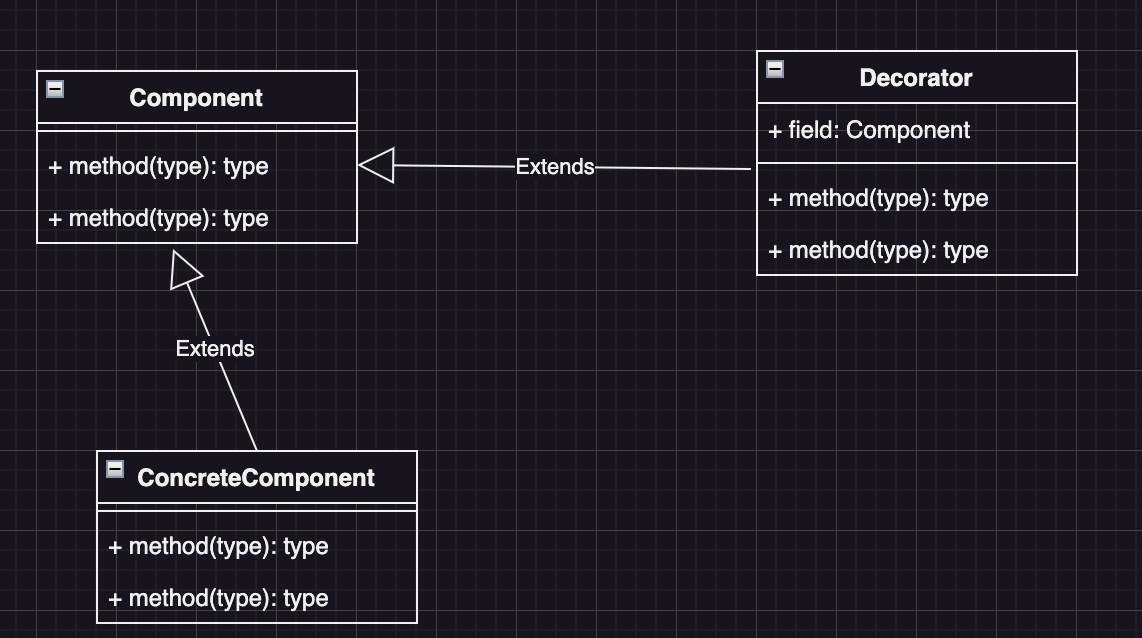 Component
+ method(type): type
+ method(type): type
Extends
Decorator
+ field: Component
+ method(type): type
+ method(type): type
Extends
ConcreteComponent
+ method(type): type
+ method(type): type